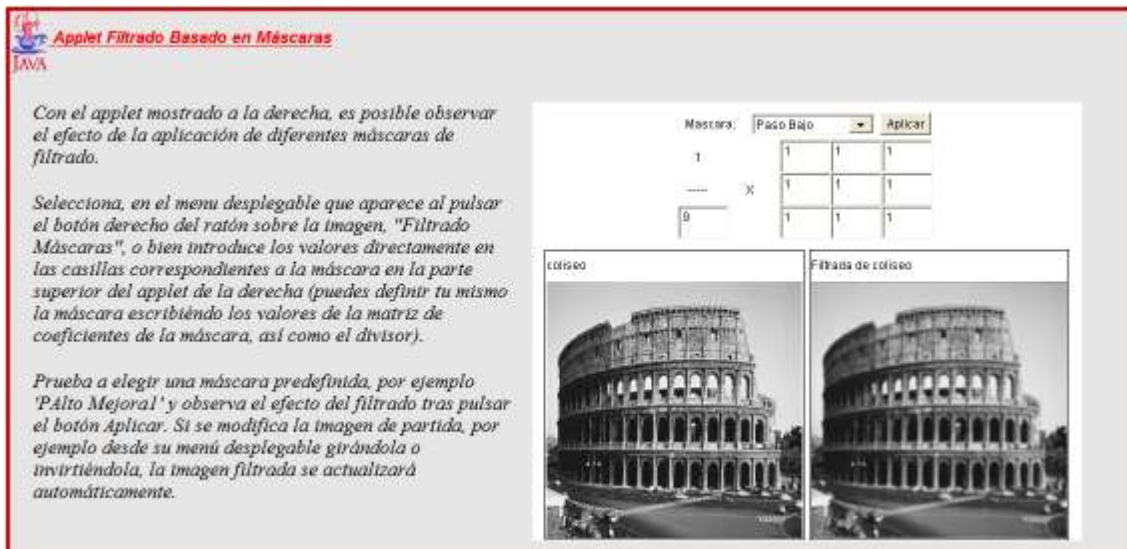 Applet Filtrado Basado en Máscaras
JAVA
Con el applet mostrado a la derecha, es posible observar
el efecto de la aplicación de diferentes máscaras de
filtrado.
Selecciona, en el menu desplegable que aparece al pulsar
el botón derecho del ratón sobre la imagen, "Filtrado
Máscaras", o bien introduce los valores directamente en
las casillas correspondientes a la máscara en la parte
superior del applet de la derecha (puedes definir tu mismo
la máscara escribiéndo los valores de la matriz de
coeficientes de la máscara, así como el divisor).
Prueba a elegir una máscara predefinida, por ejemplo
'PAlto Mejora1' y observa el efecto del filtrado tras pulsar
el botón Aplicar. Si se modifica la imagen de partida, por
ejemplo desde su menú desplegable girándola o
invirtiéndola, la imagen filtrada se actualizará
automáticamente.
Mascara: Paso Bajo Aplicar
1 1 1 1
----- X 1 1 1
9 1 1 1
coliseo
Filtrada de coliseo